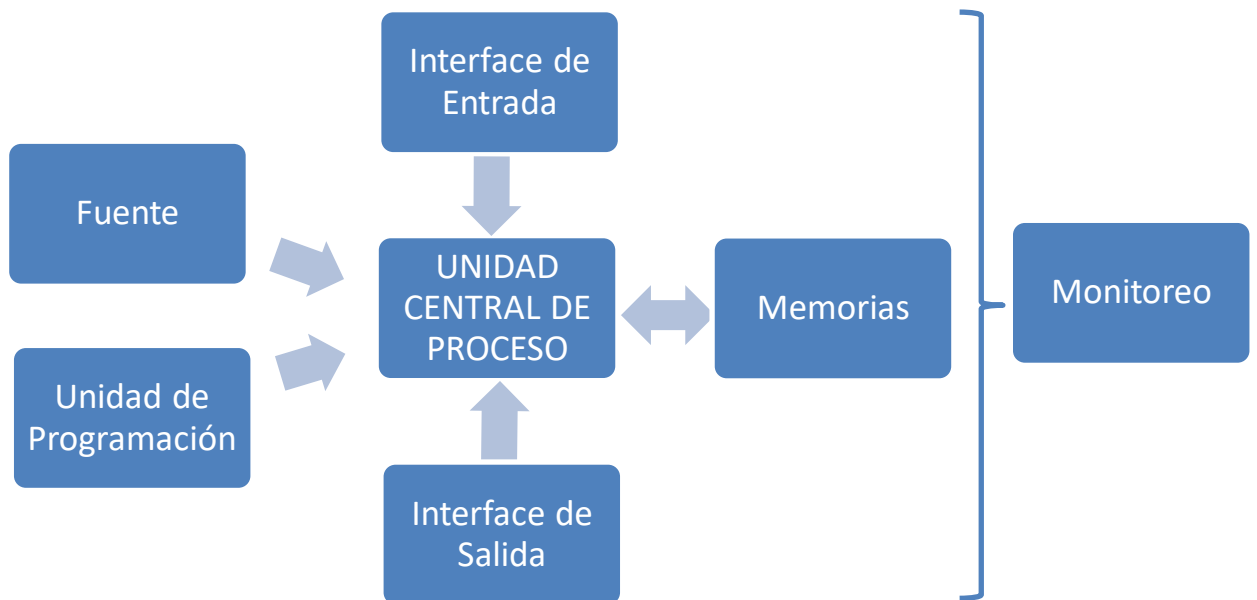 Interface de
Entrada
Fuente
UNIDAD
CENTRAL DE
PROCESO
Memorias
Monitoreo
Unidad de
Programación
Interface de
Salida